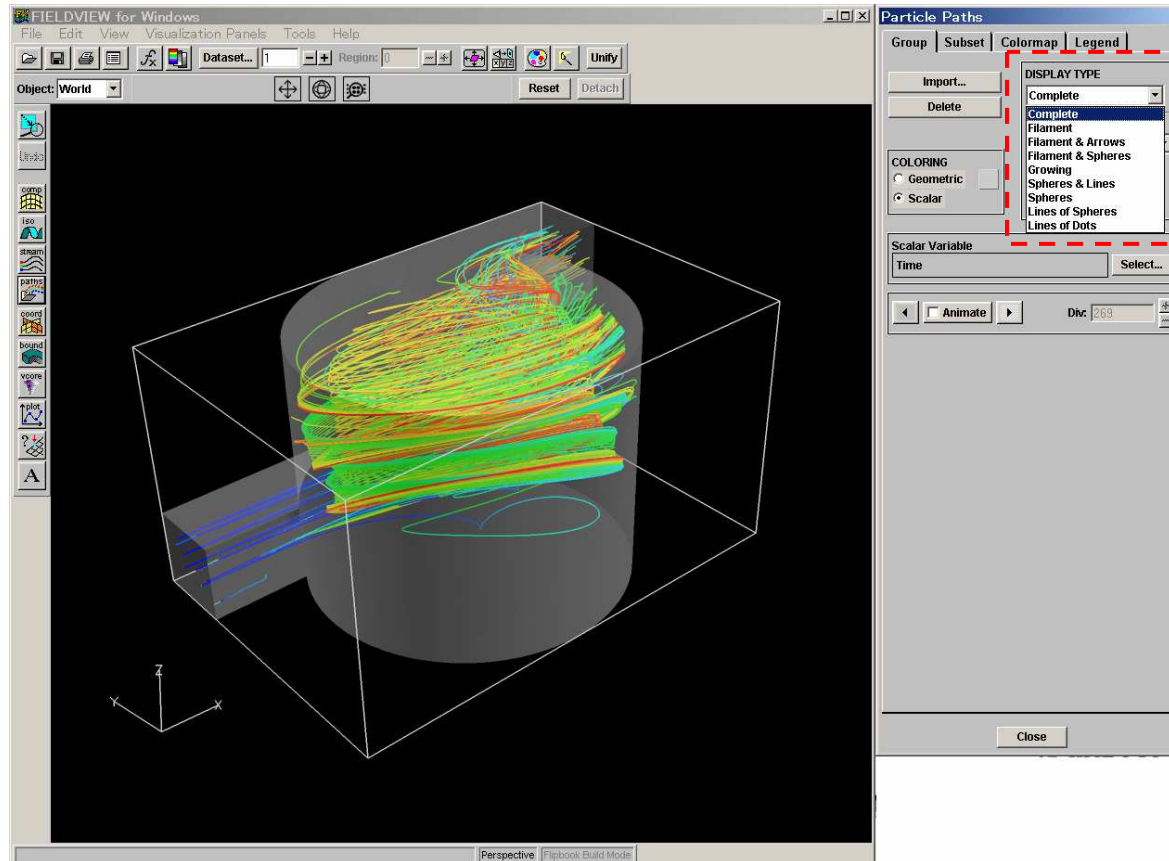 FIELDVIEW for Windows
File Edit View Visualization Panels Tools Help
Dataset... 1 Region: 0 Unify
Object: World Reset Detach
Undo
comp
iso
stream
paths
coord
bound
vcore
plot
A
Z
Y
X
Perspective Flipbook Build Mode
Particle Paths
Group Subset Colormap Legend
Import...
Delete
DISPLAY TYPE
Complete
Complete
Filament
Filament & Arrows
Filament & Spheres
Growing
Spheres & Lines
Spheres
Lines of Spheres
Lines of Dots
COLORING
Geometric
Scalar
Scalar Variable
Time Select...
Animate Div: 269
Close